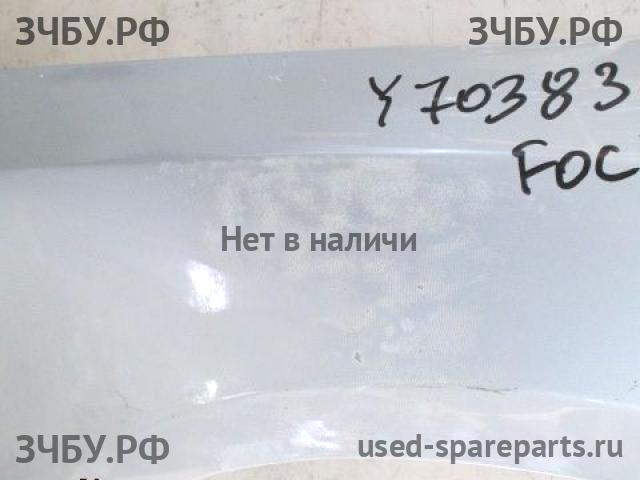 ЗЧБУ.РФ ЗЧБУ.РФ
Y70383
FOC
Нет в наличи
ЗЧБУ.РФ used-spareparts.ru